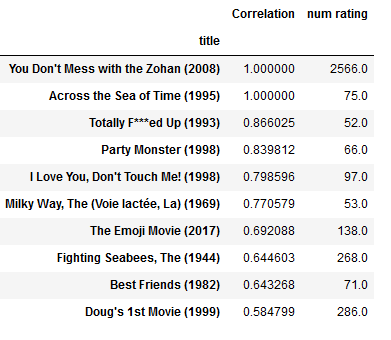 Correlation num rating
title
You Don't Mess with the Zohan (2008) 1.000000 2566.0
Across the Sea of Time (1995) 1.000000 75.0
Totally F***ed Up (1993) 0.866025 52.0
Party Monster (1998) 0.839812 66.0
I Love You, Don't Touch Me! (1998) 0.798596 97.0
Milky Way, The (Voie lactée, La) (1969) 0.770579 53.0
The Emoji Movie (2017) 0.692088 138.0
Fighting Seabees, The (1944) 0.644603 268.0
Best Friends (1982) 0.643268 71.0
Doug's 1st Movie (1999) 0.584799 286.0